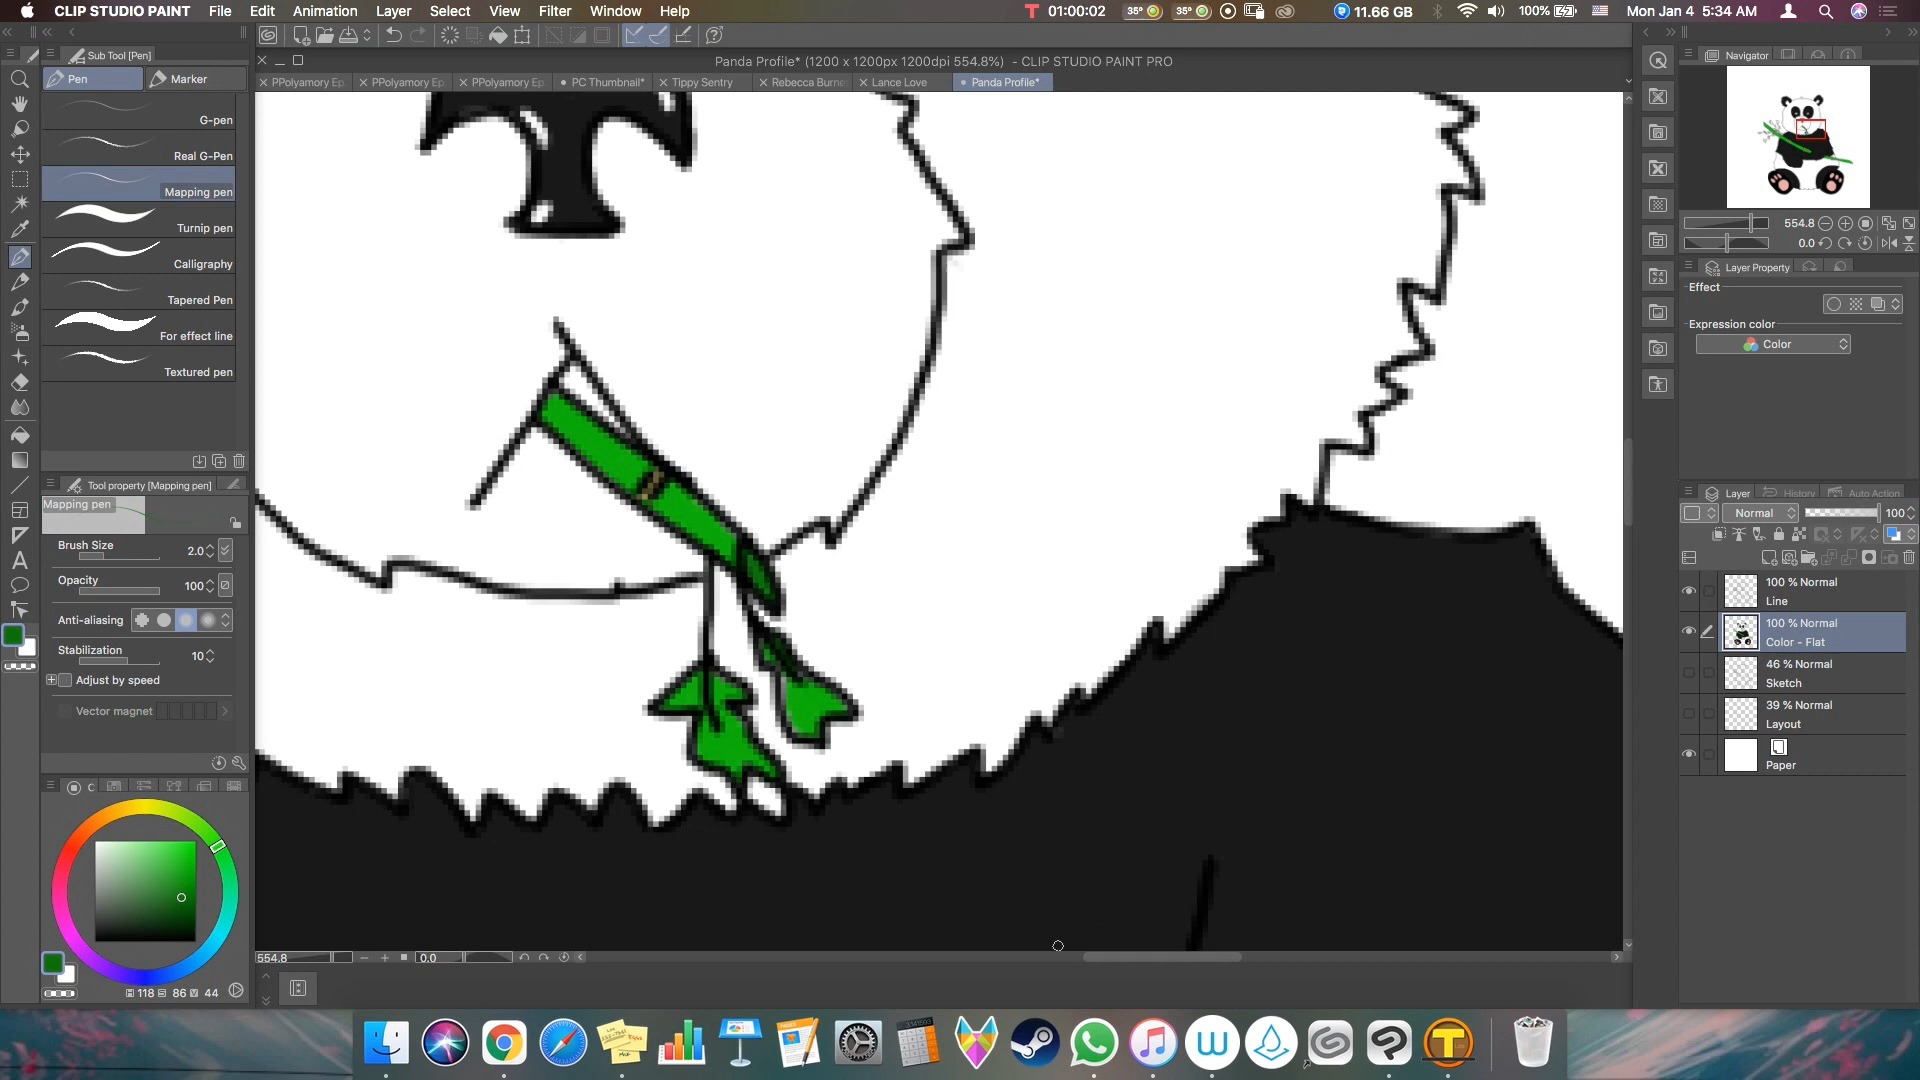 CLIP STUDIO PAINT File Edit Animation Layer Select View Filter Window Help 01:00:02 35° 35° 11.66 GB 100% Mon Jan 4 5:34 AM
Sub Tool [Pen]
Panda Profile* (1200 x 1200px 1200dpi 554.8%) - CLIP STUDIO PAINT PRO
Navigator
Pen Marker
PPolyamory Ep. PPolyamory Ep. PPolyamory Ep PC Thumbnail* Tippy Sentry Rebecca Burne Lance Love Panda Profile*
G-pen
Real G-Pen
Mapping pen
Turnip pen
Calligraphy
Tapered Pen
For effect line
Textured pen
554.8
0.0
Layer Property
Effect
Expression color
Color
Tool property [Mapping pen]
Mapping pen
Brush Size 2.0
Opacity 100
Anti-aliasing
Stabilization 10
Adjust by speed
Vector magnet
Layer History Auto Action
Normal 100
100 % Normal
Line
100 % Normal
Color - Flat
46 % Normal
Sketch
39 % Normal
Layout
Paper
C
118 86 44
554.8 0.0